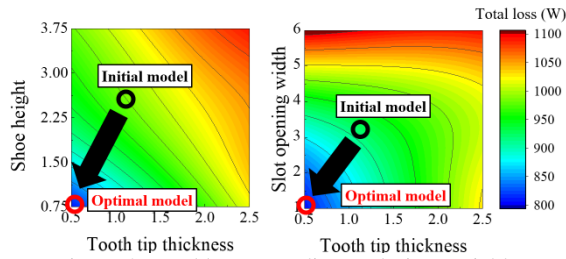 Total loss (W)
3.75
3.00
2.25
1.50
0.75
Shoe height
Initial model
Optimal model
0.5 1.0 1.5 2.0 2.5
Tooth tip thickness
6
5
4
3
2
1
Slot opening width
Initial model
Optimal model
0.5 1.0 1.5 2.0 2.5
Tooth tip thickness
1100
1050
1000
950
900
850
800